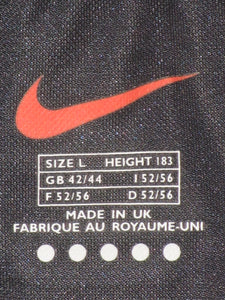 SIZE L HEIGHT 183
GB 42/44 I 52/56
F 52/56 D 52/56
MADE IN UK
FABRIQUE AU ROYAUME-UNI